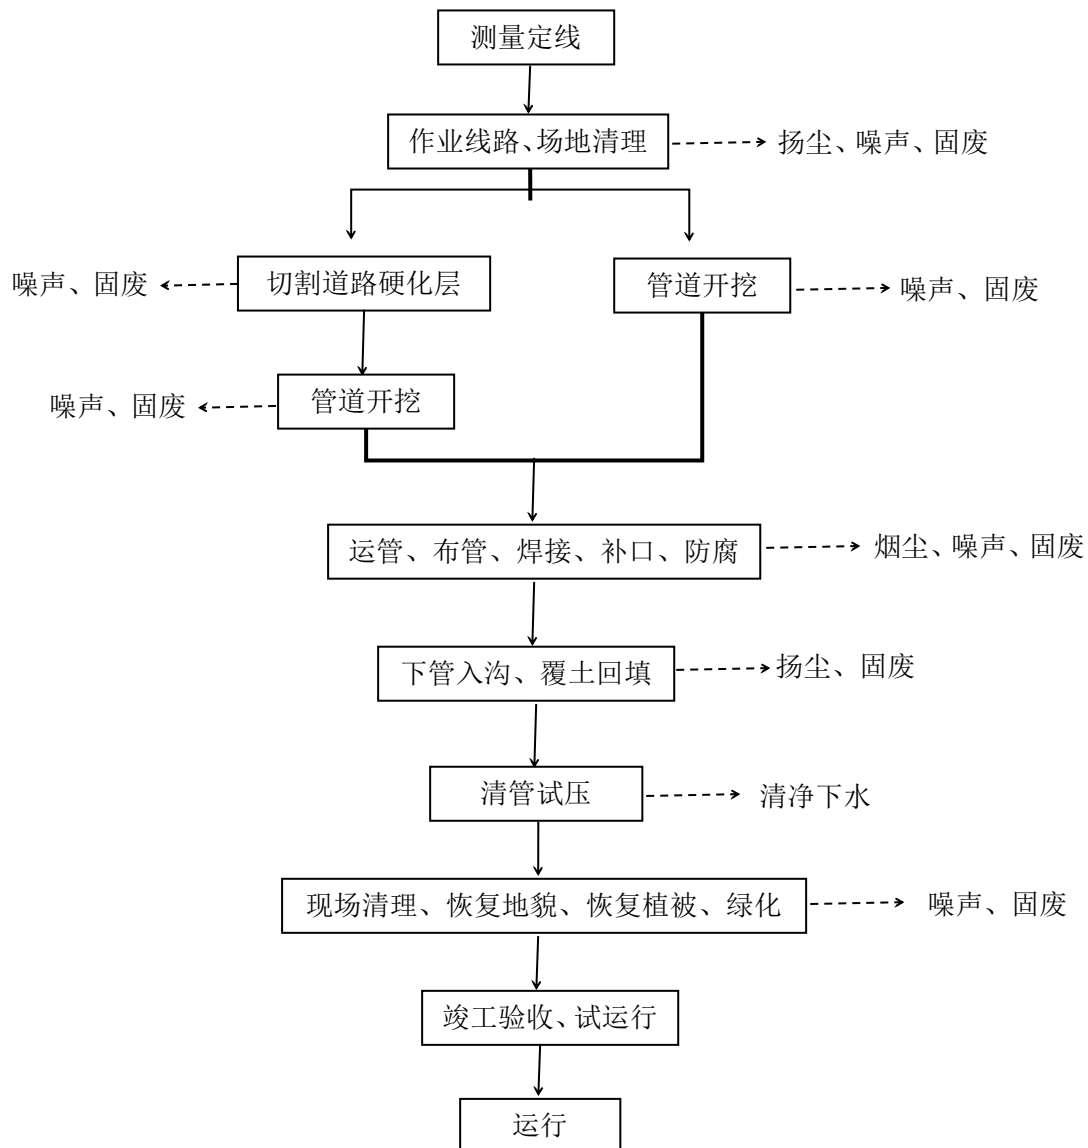 测量定线
作业线路、场地清理
扬尘、噪声、固废
噪声、固废
切割道路硬化层
管道开挖
噪声、固废
噪声、固废
管道开挖
运管、布管、焊接、补口、防腐
烟尘、噪声、固废
下管入沟、覆土回填
扬尘、固废
清管试压
清净下水
现场清理、恢复地貌、恢复植被、绿化
噪声、固废
竣工验收、试运行
运行